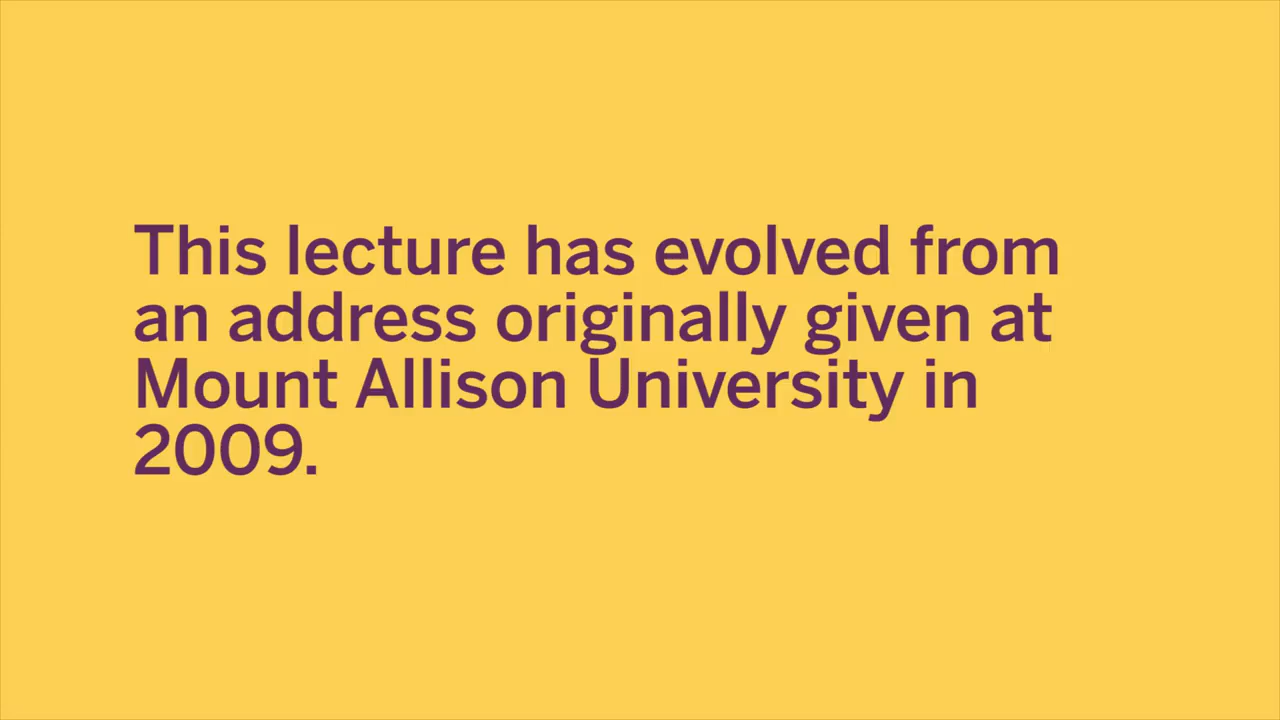 This lecture has evolved from
an address originally given at
Mount Allison University in
2009.